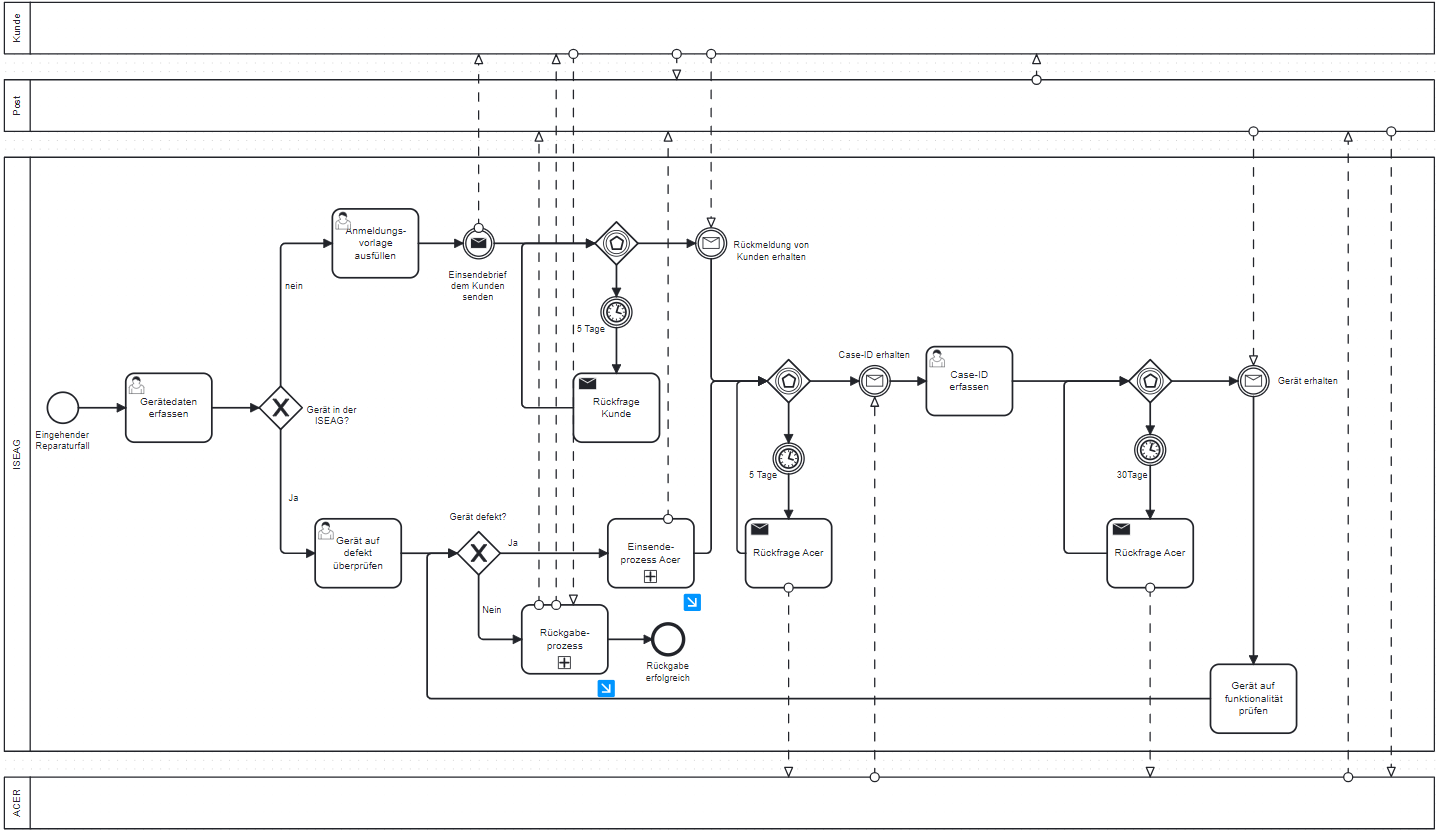 Kunde
Post
ISEAG
Anmeldungs-
vorlage
ausfüllen
Einsendebrief
dem Kunden
senden
Rückmeldung von
Kunden erhalten
nein
5 Tage
Rückfrage
Kunde
Case-ID erhalten
Case-ID
erfassen
Gerät erhalten
Gerätedaten
erfassen
Eingehender
Reparaturfall
Gerät in der
ISEAG?
5 Tage
30Tage
Ja
Gerät auf
defekt
überprüfen
Gerät defekt?
Ja
Einsende-
prozess Acer
Rückfrage Acer
Rückfrage Acer
Nein
Rückgabe-
prozess
Rückgabe
erfolgreich
Gerät auf
funktionalität
prüfen
ACER